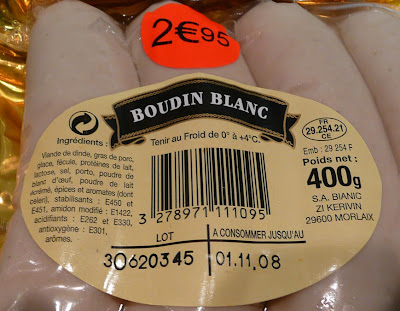 2€95
BOUDIN BLANC
Tenir au Froid de 0° à +4°C.
Ingrédients :
Viande de dinde, gras de porc,
glace, fécule, protéines de lait,
lactose, sel, porto, poudre de
blanc d'œuf, poudre de lait
écrémé, épices et aromates (dont
celeri), stabilisants : E450 et
E451, amidon modifié : E1422,
acidifiants : E262 et E330,
antioxygène : E301,
arômes.
3 278971 111095
FR
29.254.21
CE
Emb : 29 254 F
Poids net :
400g
S.A. BIANIC
ZI KERIVIN
29600 MORLAIX
LOT
30620345
A CONSOMMER JUSQU'AU
01.11.08